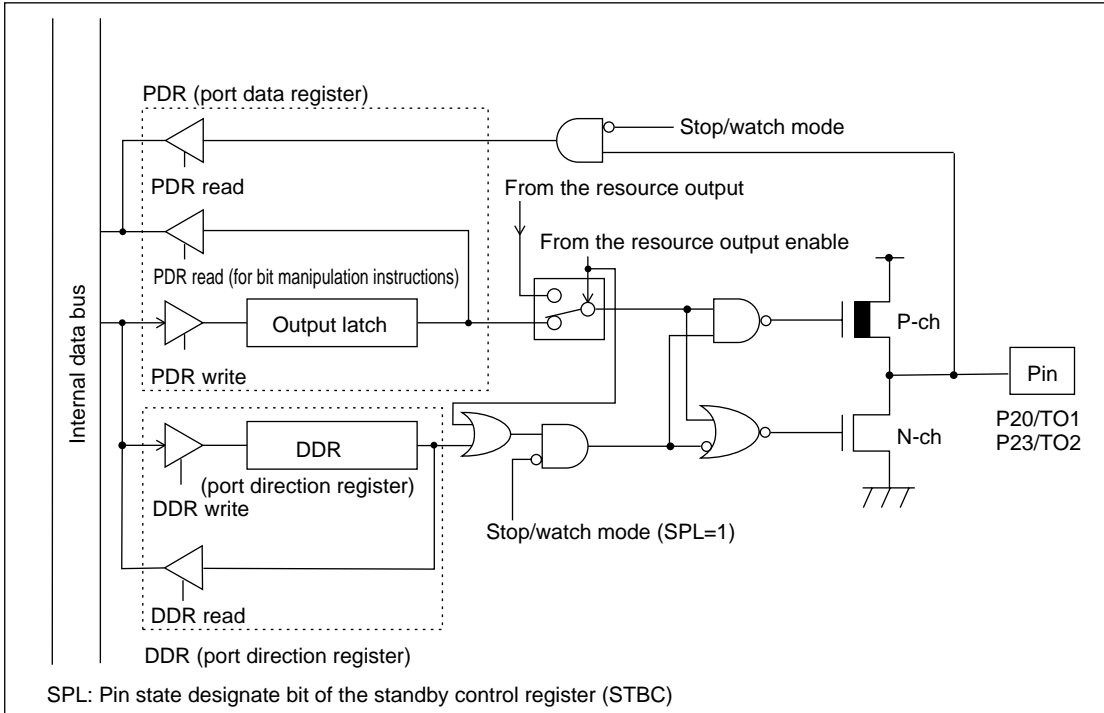 PDR (port data register)
Stop/watch mode
PDR read
From the resource output
From the resource output enable
PDR read (for bit manipulation instructions)
Internal data bus
Output latch
P-ch
PDR write
Pin
P20/TO1
P23/TO2
N-ch
DDR
(port direction register)
DDR write
Stop/watch mode (SPL=1)
DDR read
DDR (port direction register)
SPL: Pin state designate bit of the standby control register (STBC)